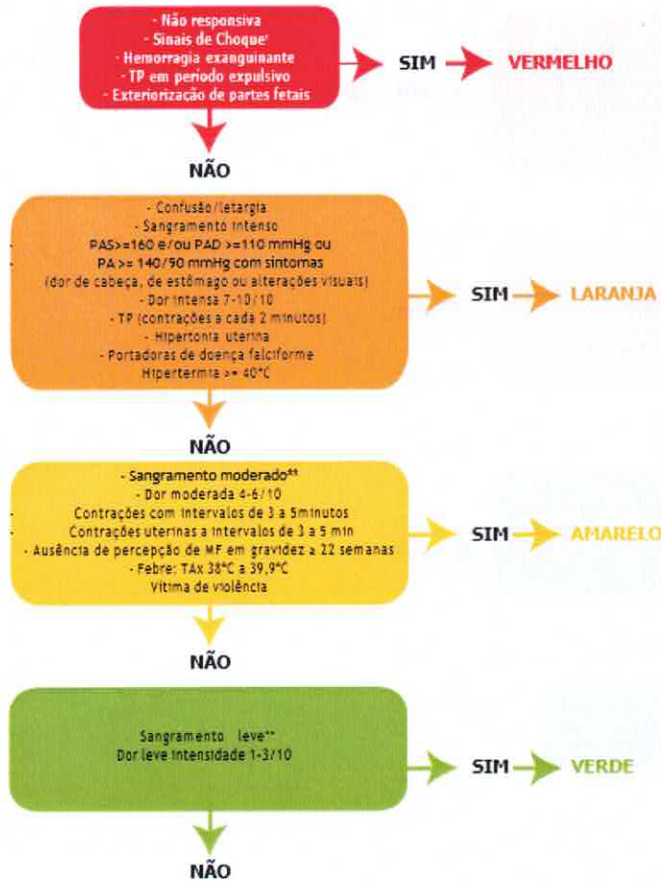 - Não responsiva
- Sinais de Choque*
- Hemorragia exanguinante
- TP em período expulsivo
- Exteriorização de partes fetais
SIM
VERMELHO
NÃO
- Confusão/letargia
- Sangramento intenso
- PAS>=160 e/ou PAD >=110 mmHg ou
- PA >= 140/90 mmHg com sintomas
(dor de cabeça, de estômago ou alterações visuais)
- Dor intensa 7-10/10
- TP (contrações a cada 2 minutos)
- Hipertonia uterina
- Portadoras de doença falciforme
Hipertermia >= 40°C
SIM
LARANJA
NÃO
- Sangramento moderado**
- Dor moderada 4-6/10
- Contrações com intervalos de 3 a 5minutos
- Contrações uterinas a intervalos de 3 a 5 min
- Ausência de percepção de MF em gravidez ≥ 22 semanas
- Febre: TAx 38°C a 39,9°C
Vítima de violência
SIM
AMARELO
NÃO
Sangramento leve**
Dor leve intensidade 1-3/10
SIM
VERDE
NÃO